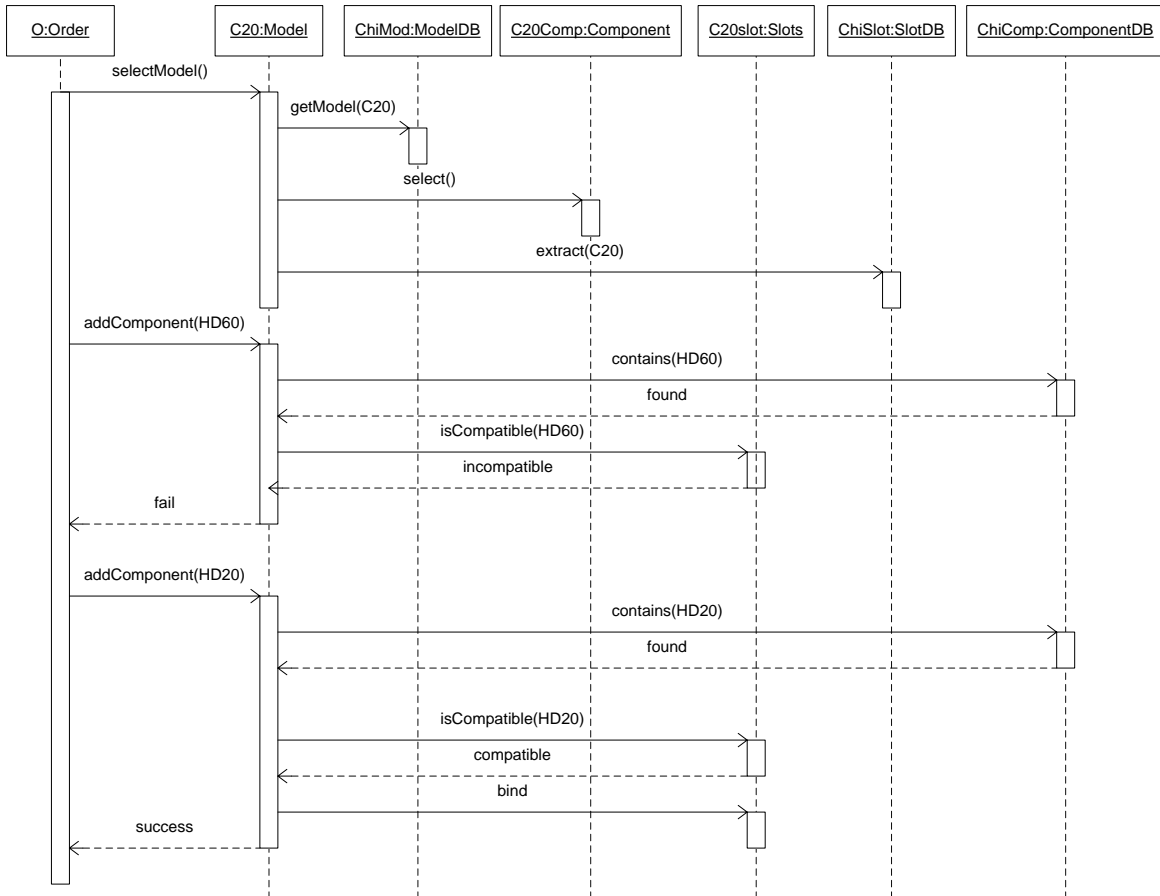 O:Order
C20:Model
ChiMod:ModelDB
C20Comp:Component
C20slot:Slots
ChiSlot:SlotDB
ChiComp:ComponentDB
selectModel()
getModel(C20)
select()
extract(C20)
addComponent(HD60)
contains(HD60)
found
isCompatible(HD60)
incompatible
fail
addComponent(HD20)
contains(HD20)
found
isCompatible(HD20)
compatible
bind
success